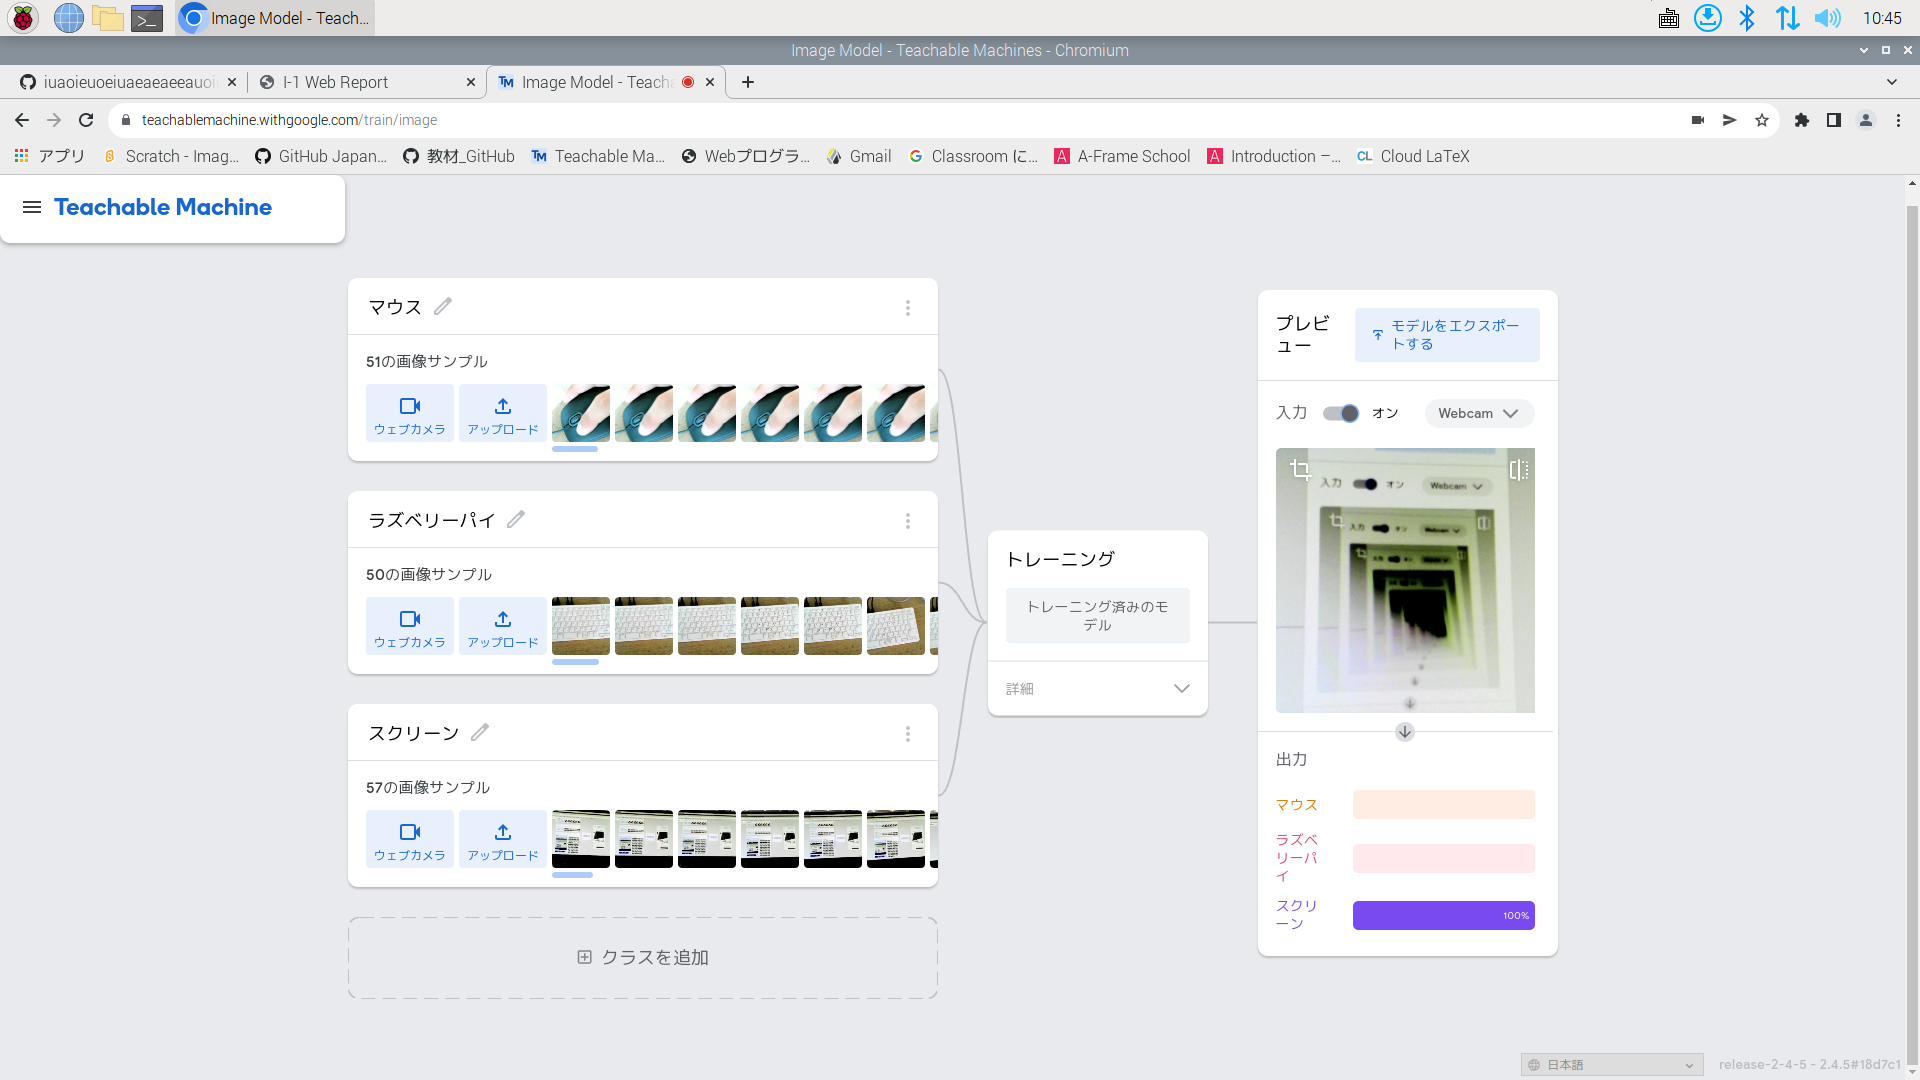 Image Model - Teach...
10:45
Image Model - Teachable Machines - Chromium
iuaoieuoeiuaeaeaeeauoi
I-1 Web Report
Image Model - Teach
teachablemachine.withgoogle.com/train/image
アプリ
Scratch - Imag...
GitHub Japan...
教材_GitHub
Teachable Ma...
Webプログラ...
Gmail
Classroom に...
A-Frame School
Introduction –...
Cloud LaTeX
Teachable Machine
マウス
51の画像サンプル
ウェブカメラ
アップロード
ラズベリーパイ
50の画像サンプル
ウェブカメラ
アップロード
スクリーン
57の画像サンプル
ウェブカメラ
アップロード
クラスを追加
トレーニング
トレーニング済みのモ
デル
詳細
プレビ
ュー
モデルをエクスポー
トする
入力 オン Webcam
入力 オン Webcam
入力 オン Webcam
出力
マウス
ラズベ
リーパ
イ
スクリ
ーン
100%
日本語
release-2-4-5 - 2.4.5#18d7c1